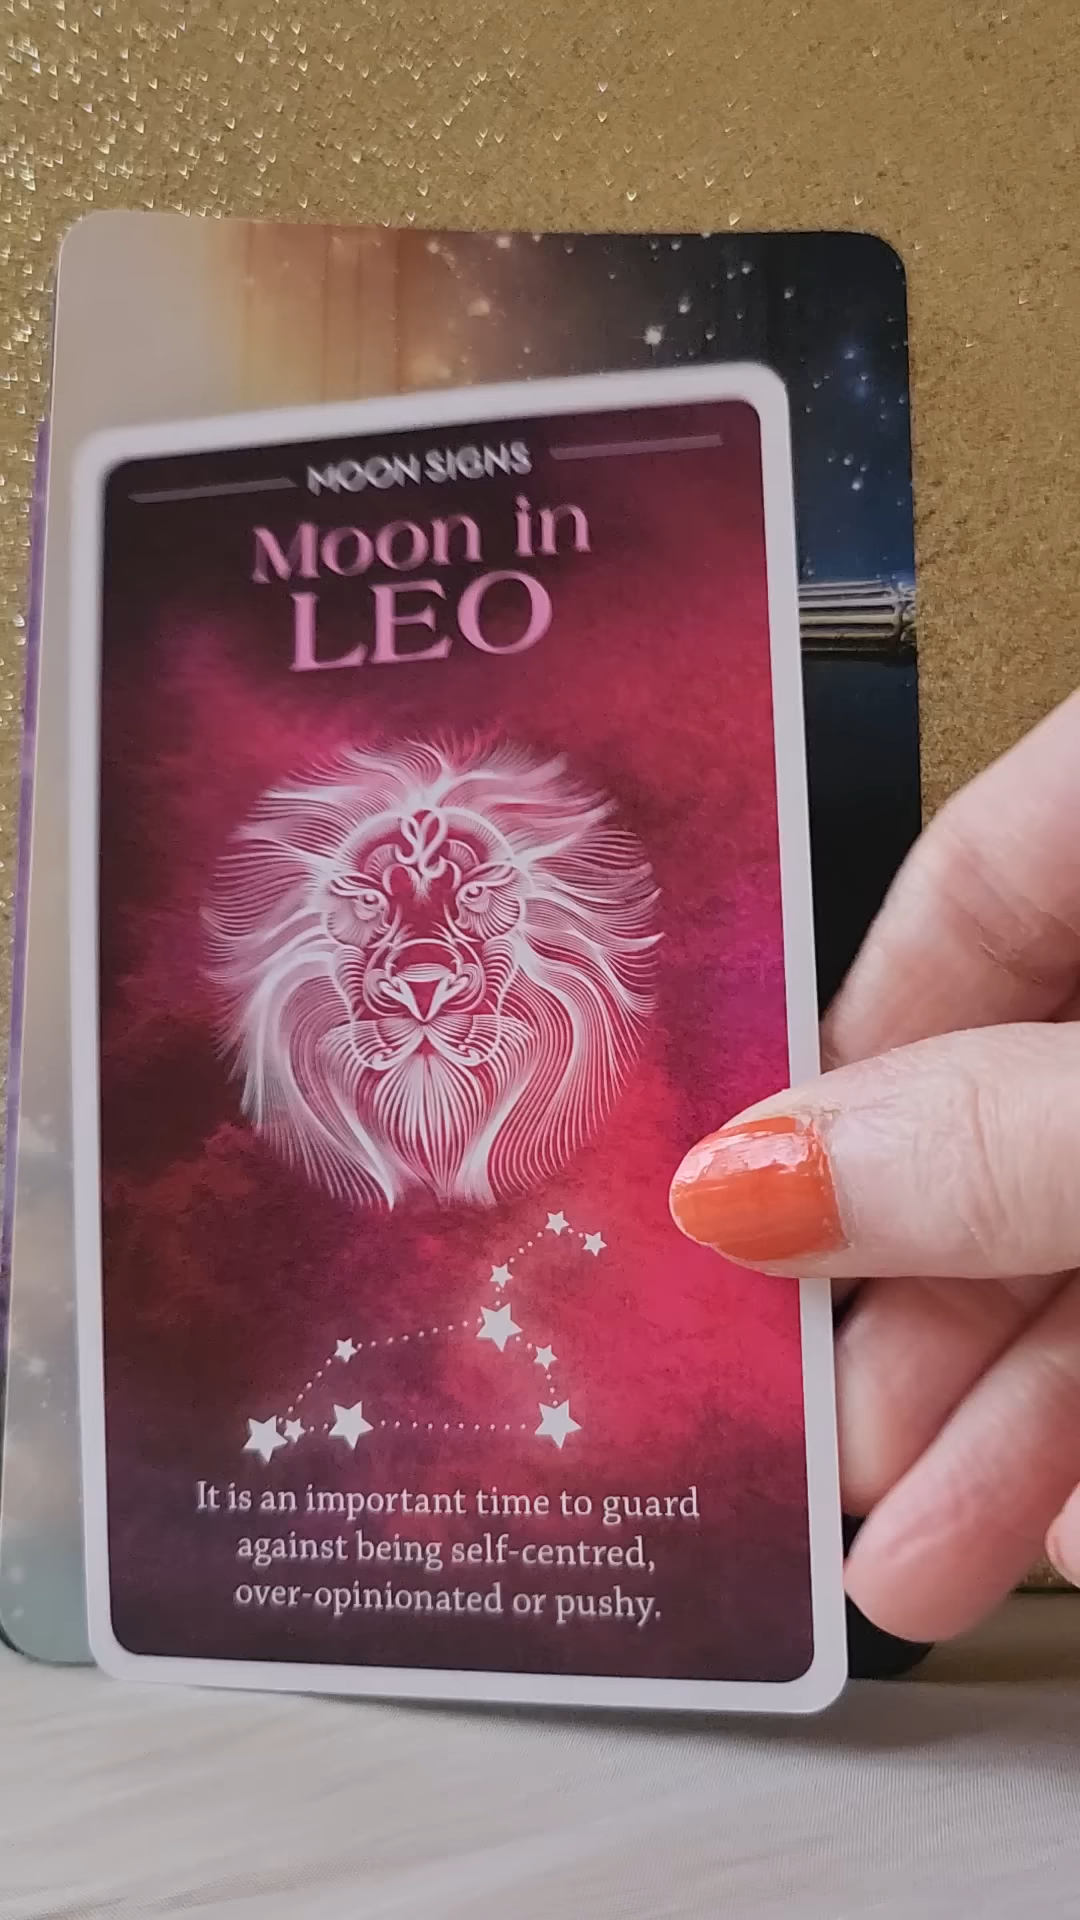 MOON SIGNS
Moon in
LEO
It is an important time to guard
against being self-centred,
over-opinionated or pushy.